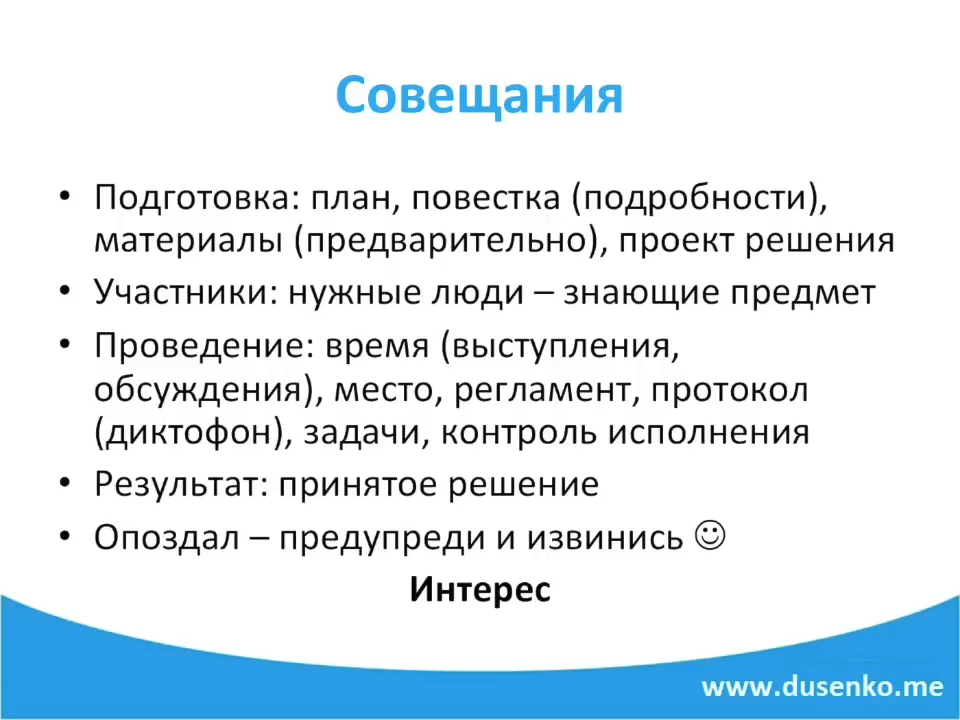 Совещания
• Подготовка: план, повестка (подробности),
материалы (предварительно), проект решения
• Участники: нужные люди – знающие предмет
• Проведение: время (выступления,
обсуждения), место, регламент, протокол
(диктофон), задачи, контроль исполнения
• Результат: принятое решение
• Опоздал – предупреди и извинись ☺
Интерес
www.dusenko.me